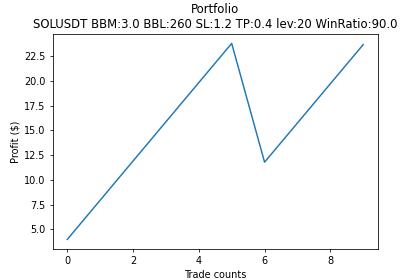 Portfolio
SOLUSDT BBM:3.0 BBL:260 SL:1.2 TP:0.4 lev:20 WinRatio:90.0
22.5
20.0
17.5
15.0
12.5
10.0
7.5
5.0
Profit ($)
0 2 4 6 8
Trade counts